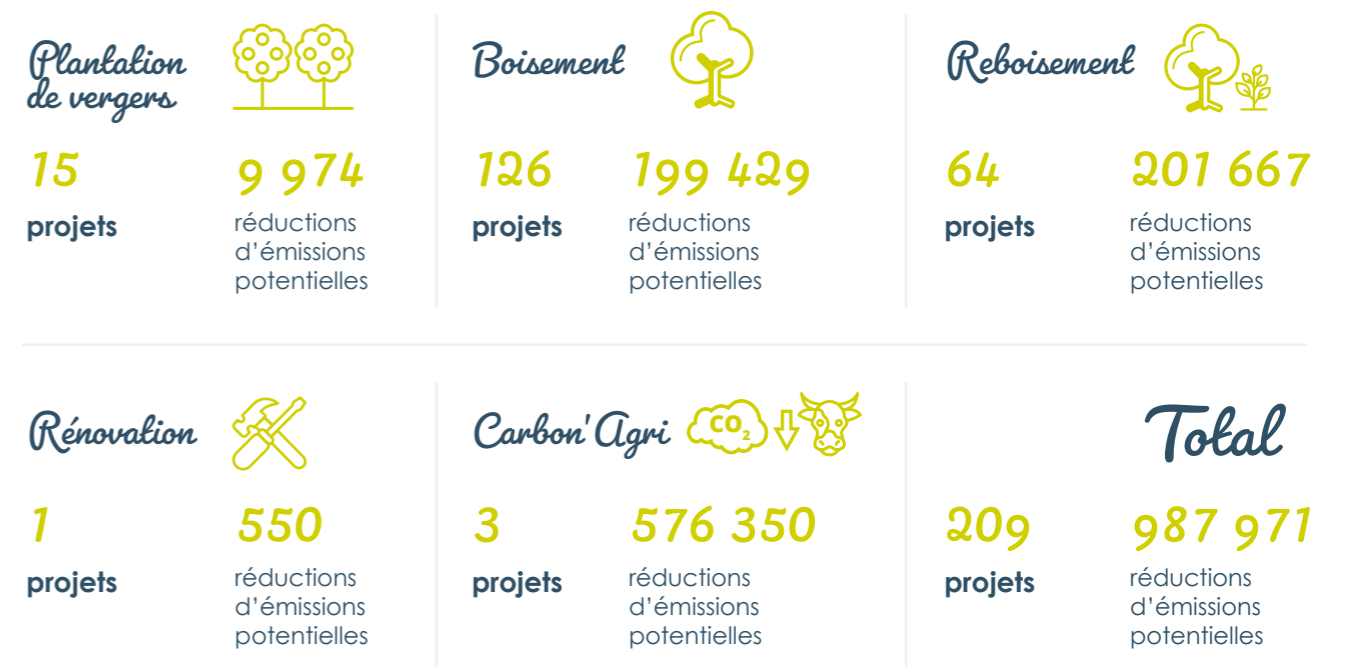 Plantation
de vergers
15
projets
9 974
réductions
d'émissions
potentielles
Boisement
126
projets
199 429
réductions
d'émissions
potentielles
Reboisement
64
projets
201 667
réductions
d'émissions
potentielles
Rénovation
1
projets
550
réductions
d'émissions
potentielles
Carbon'Agri
CO₂
3
projets
576 350
réductions
d'émissions
potentielles
Total
209
projets
987 971
réductions
d'émissions
potentielles